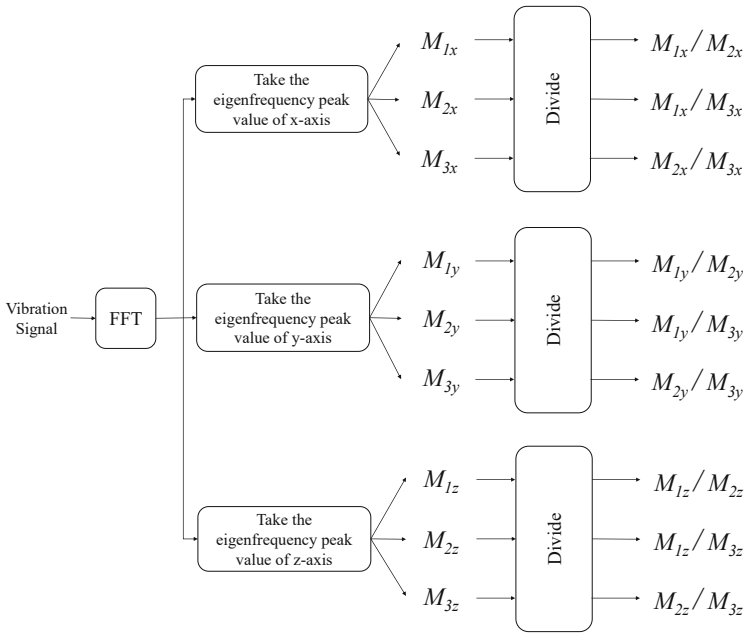 Vibration
Signal
FFT
Take the
eigenfrequency peak
value of x-axis
M1x
M2x
M3x
Divide
M1x/M2x
M1x/M3x
M2x/M3x
Take the
eigenfrequency peak
value of y-axis
M1y
M2y
M3y
Divide
M1y/M2y
M1y/M3y
M2y/M3y
Take the
eigenfrequency peak
value of z-axis
M1z
M2z
M3z
Divide
M1z/M2z
M1z/M3z
M2z/M3z